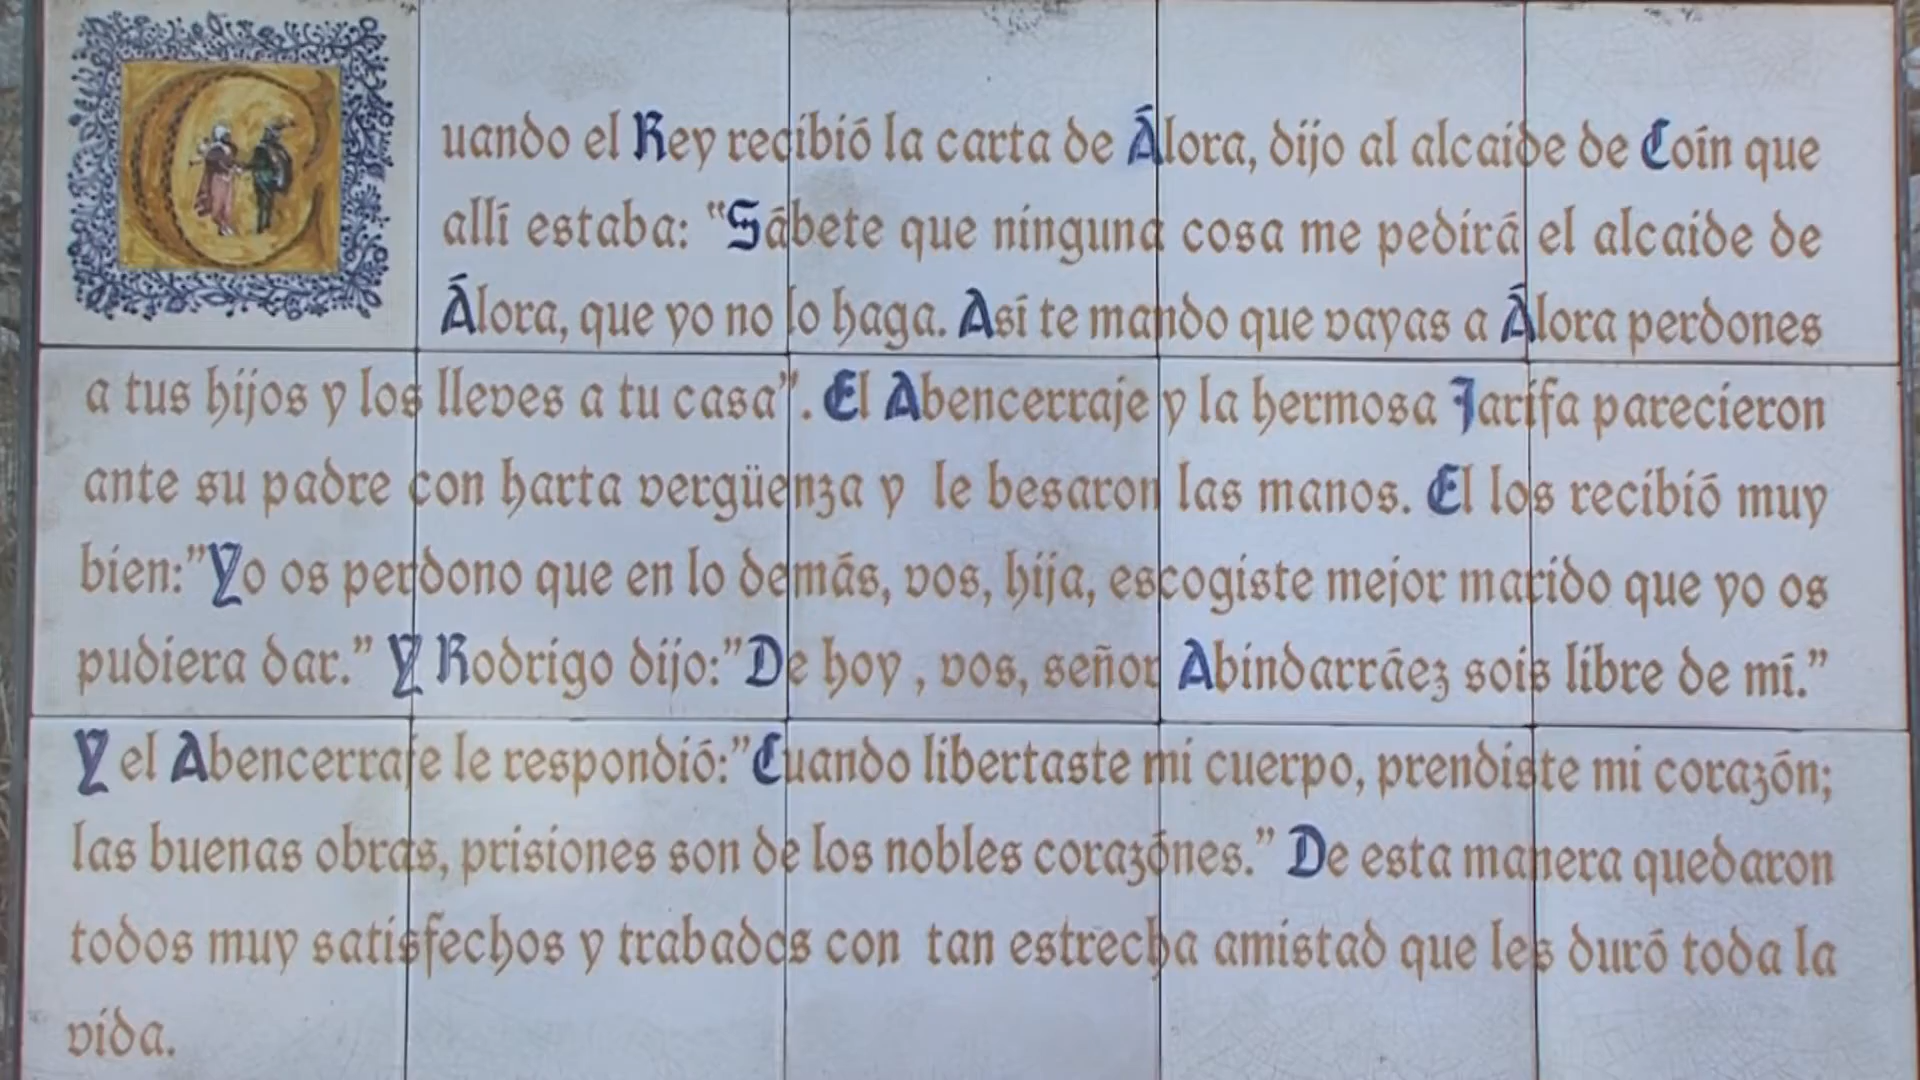 Cuando el Rey recibió la carta de Álora, dijo al alcaide de Coín que
allí estaba: "Sábete que ninguna cosa me pedirá el alcaide de
Álora, que yo no lo haga. Así te mando que vayas a Álora perdones
a tus hijos y los lleves a tu casa". El Abencerraje y la hermosa Jarifa parecieron
ante su padre con harta vergüenza y le besaron las manos. El los recibió muy
bien:"Yo os perdono que en lo demás, vos, hija, escogiste mejor marido que yo os
pudiera dar." Y Rodrigo dijo:"De hoy , vos, señor Abindarráez sois libre de mí."
Y el Abencerraje le respondió:"Cuando libertaste mi cuerpo, prendiste mi corazón;
las buenas obras, prisiones son de los nobles corazónes." De esta manera quedaron
todos muy satisfechos y trabados con tan estrecha amistad que les duró toda la
vida.